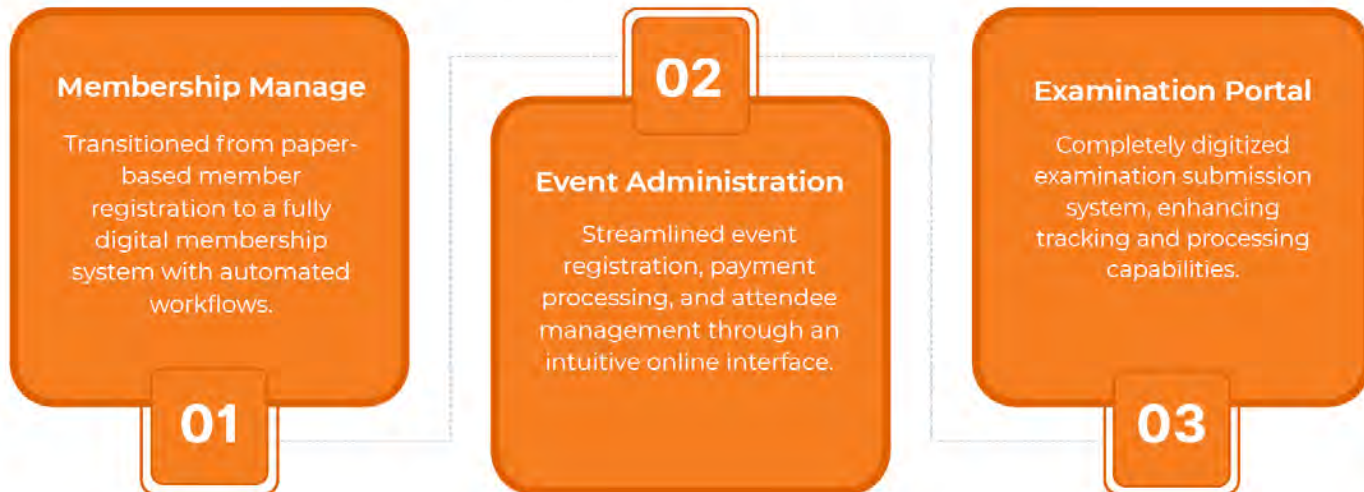 Membership Manage
Transitioned from paper-
based member
registration to a fully
digital membership
system with automated
workflows.
01
02
Event Administration
Streamlined event
registration, payment
processing, and attendee
management through an
intuitive online interface.
Examination Portal
Completely digitized
examination submission
system, enhancing
tracking and processing
capabilities.
03